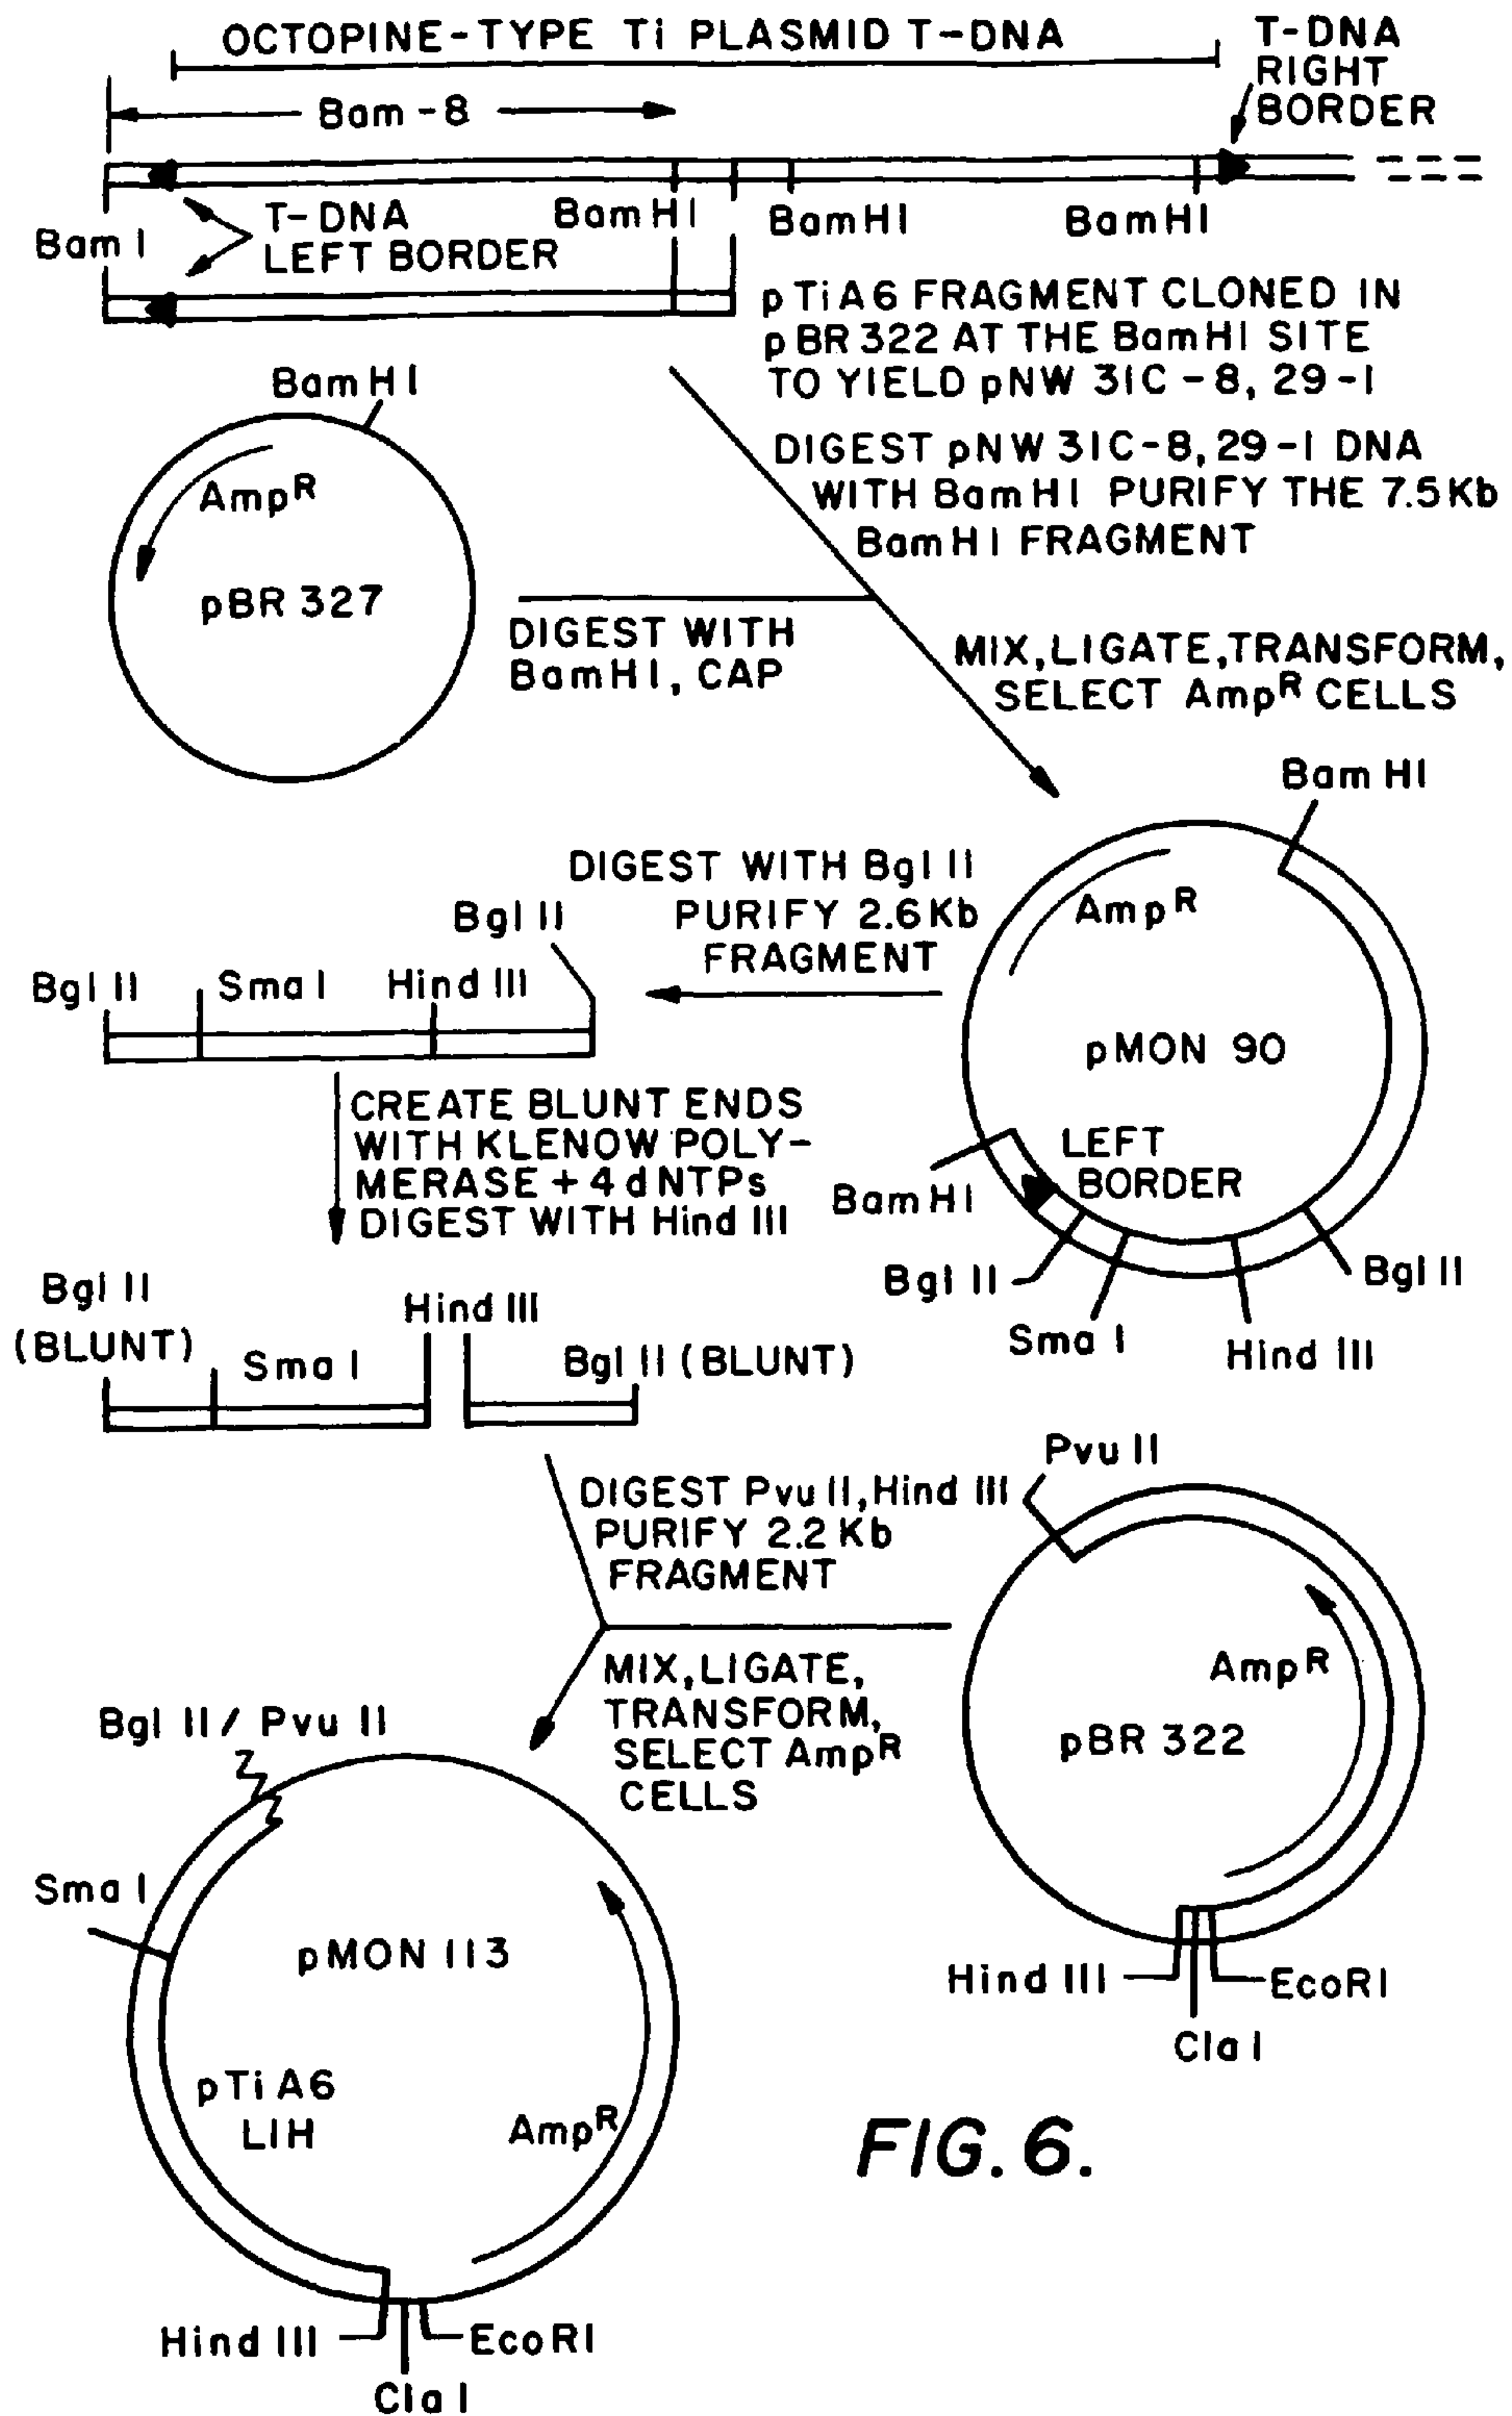 OCTOPINE-TYPE Ti PLASMID T-DNA
T-DNA
RIGHT
BORDER
Bam-8
Bam I
T-DNA
LEFT BORDER
BamHI
BamHI
BamHI
pTiA6 FRAGMENT CLONED IN
pBR322 AT THE BamHI SITE
TO YIELD pNW 31C-8, 29-1
BamHI
AmpR
pBR 327
DIGEST pNW 31C-8, 29-1 DNA
WITH BamHI PURIFY THE 7.5Kb
BamHI FRAGMENT
DIGEST WITH
BamHI, CAP
MIX, LIGATE, TRANSFORM,
SELECT AmpR CELLS
Bam HI
AmpR
pMON 90
LEFT
BORDER
BamHI
Bgl II
Sma I
Hind III
Bgl II
DIGEST WITH Bgl II
PURIFY 2.6Kb
FRAGMENT
Bgl II
Sma I
Hind III
Bgl II
CREATE BLUNT ENDS
WITH KLENOW POLY-
MERASE + 4 dNTPs
DIGEST WITH Hind III
Bgl II
(BLUNT)
Sma I
Hind III
Bgl II (BLUNT)
DIGEST Pvu II, Hind III
PURIFY 2.2 Kb
FRAGMENT
Pvu II
AmpR
pBR 322
Hind III
EcoRI
Cla I
MIX, LIGATE,
TRANSFORM,
SELECT AmpR
CELLS
Bgl II / Pvu II
Sma I
pMON 113
pTiA6
LIH
AmpR
Hind III
EcoRI
Cla I
FIG. 6.